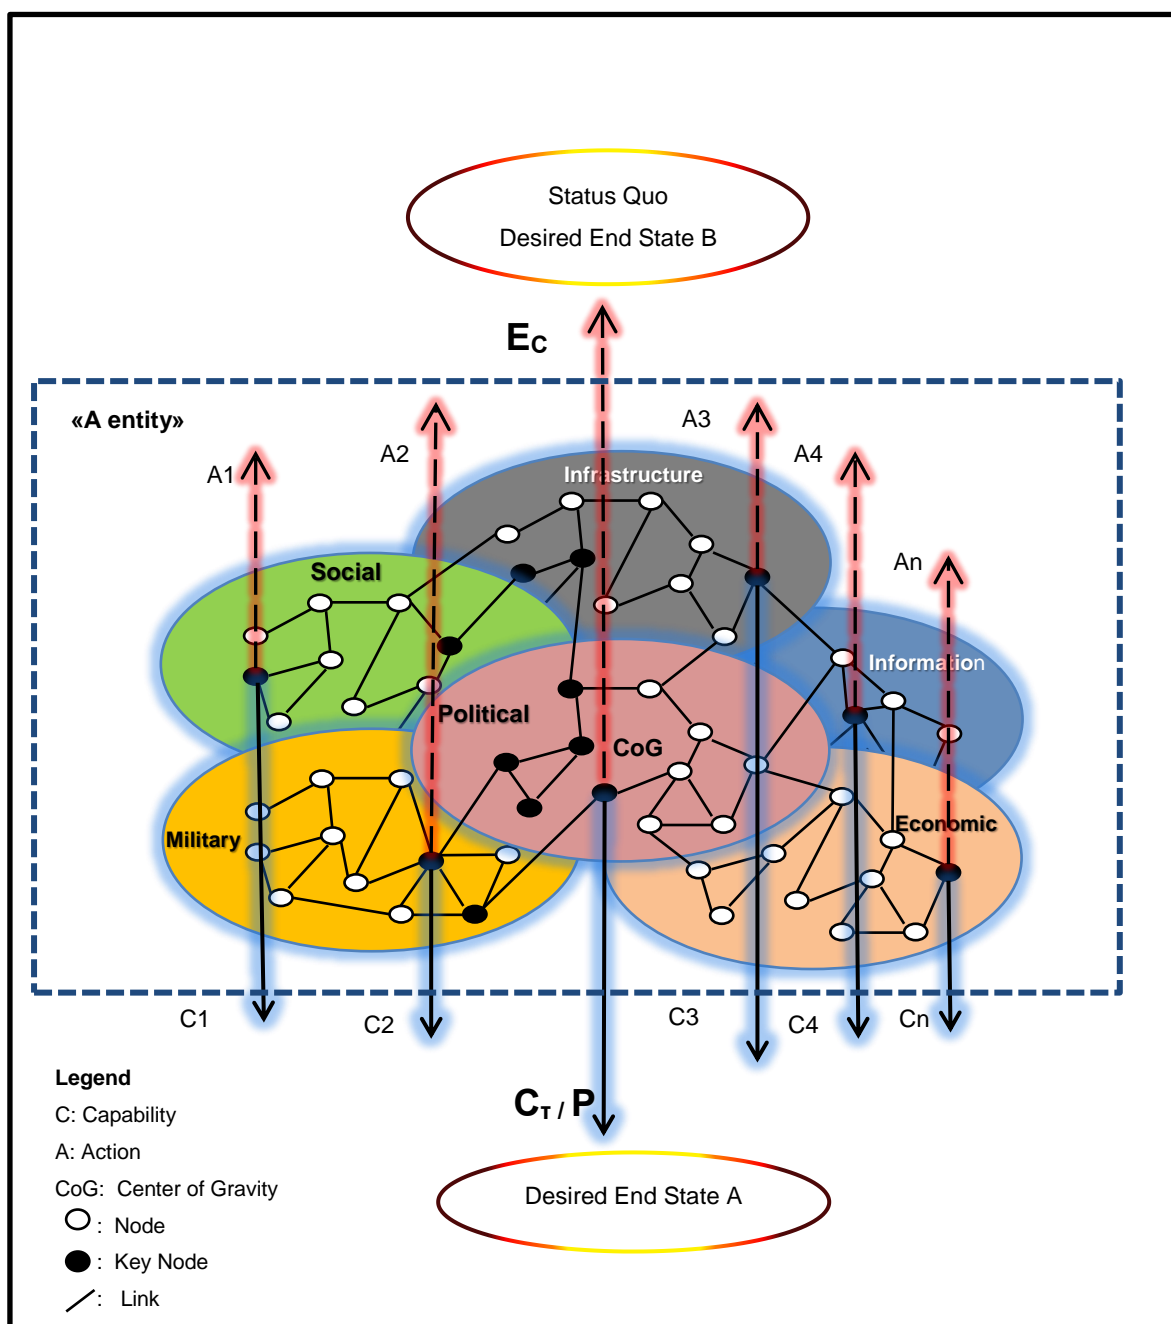 Status Quo
Desired End State B
Ec
«A entity»
A1
A2
A3
A4
An
Infrastructure
Social
Information
Political
CoG
Military
Economic
C1
C2
C3
C4
Cn
Cτ / P
Desired End State A
Legend
C: Capability
A: Action
CoG: Center of Gravity
: Node
: Key Node
: Link